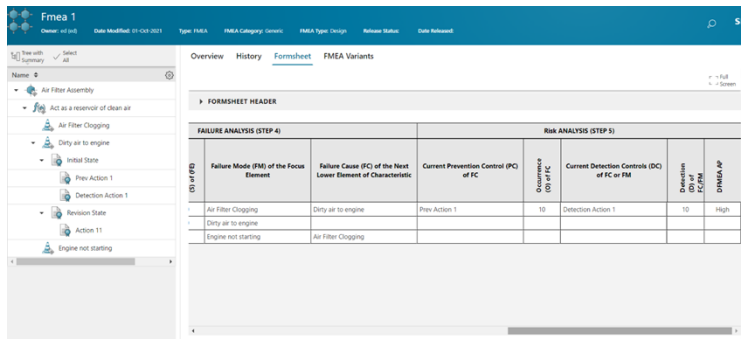 Fmea 1
Owner: ed (ed) Date Modified: 01-Oct-2021 Type: FMEA FMEA Category: Generic FMEA Type: Design Release Status: Date Released:
Tree with Summary
Select All
Overview History Formsheet FMEA Variants
Name
Full Screen
Air Filter Assembly
Act as a reservoir of clean air
Air Filter Clogging
Dirty air to engine
Initial State
Prev Action 1
Detection Action 1
Revision State
Action 11
Engine not starting
FORMSHEET HEADER
FAILURE ANALYSIS (STEP 4) Risk ANALYSIS (STEP 5)
(S) of (FE)
Failure Mode (FM) of the Focus
Element
Failure Cause (FC) of the Next
Lower Element of Characteristic
Current Prevention Control (PC)
of FC
Occurrence
(O) of FC
Current Detection Controls (DC)
of FC or FM
Detection
(D) of
FC/FM
DFMEA AP
Air Filter Clogging Dirty air to engine Prev Action 1 10 Detection Action 1 10 High
Dirty air to engine
Engine not starting Air Filter Clogging